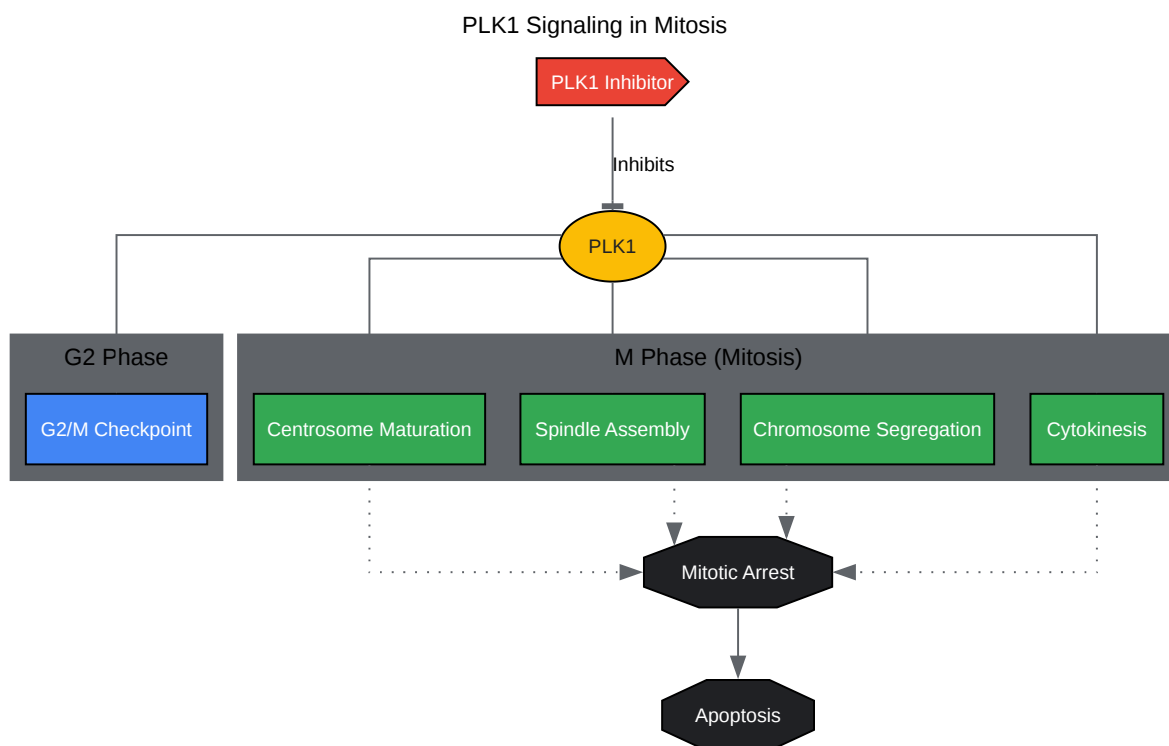 PLK1 Signaling in Mitosis
PLK1 Inhibitor
Inhibits
PLK1
G2 Phase
M Phase (Mitosis)
G2/M Checkpoint
Centrosome Maturation
Spindle Assembly
Chromosome Segregation
Cytokinesis
Mitotic Arrest
Apoptosis